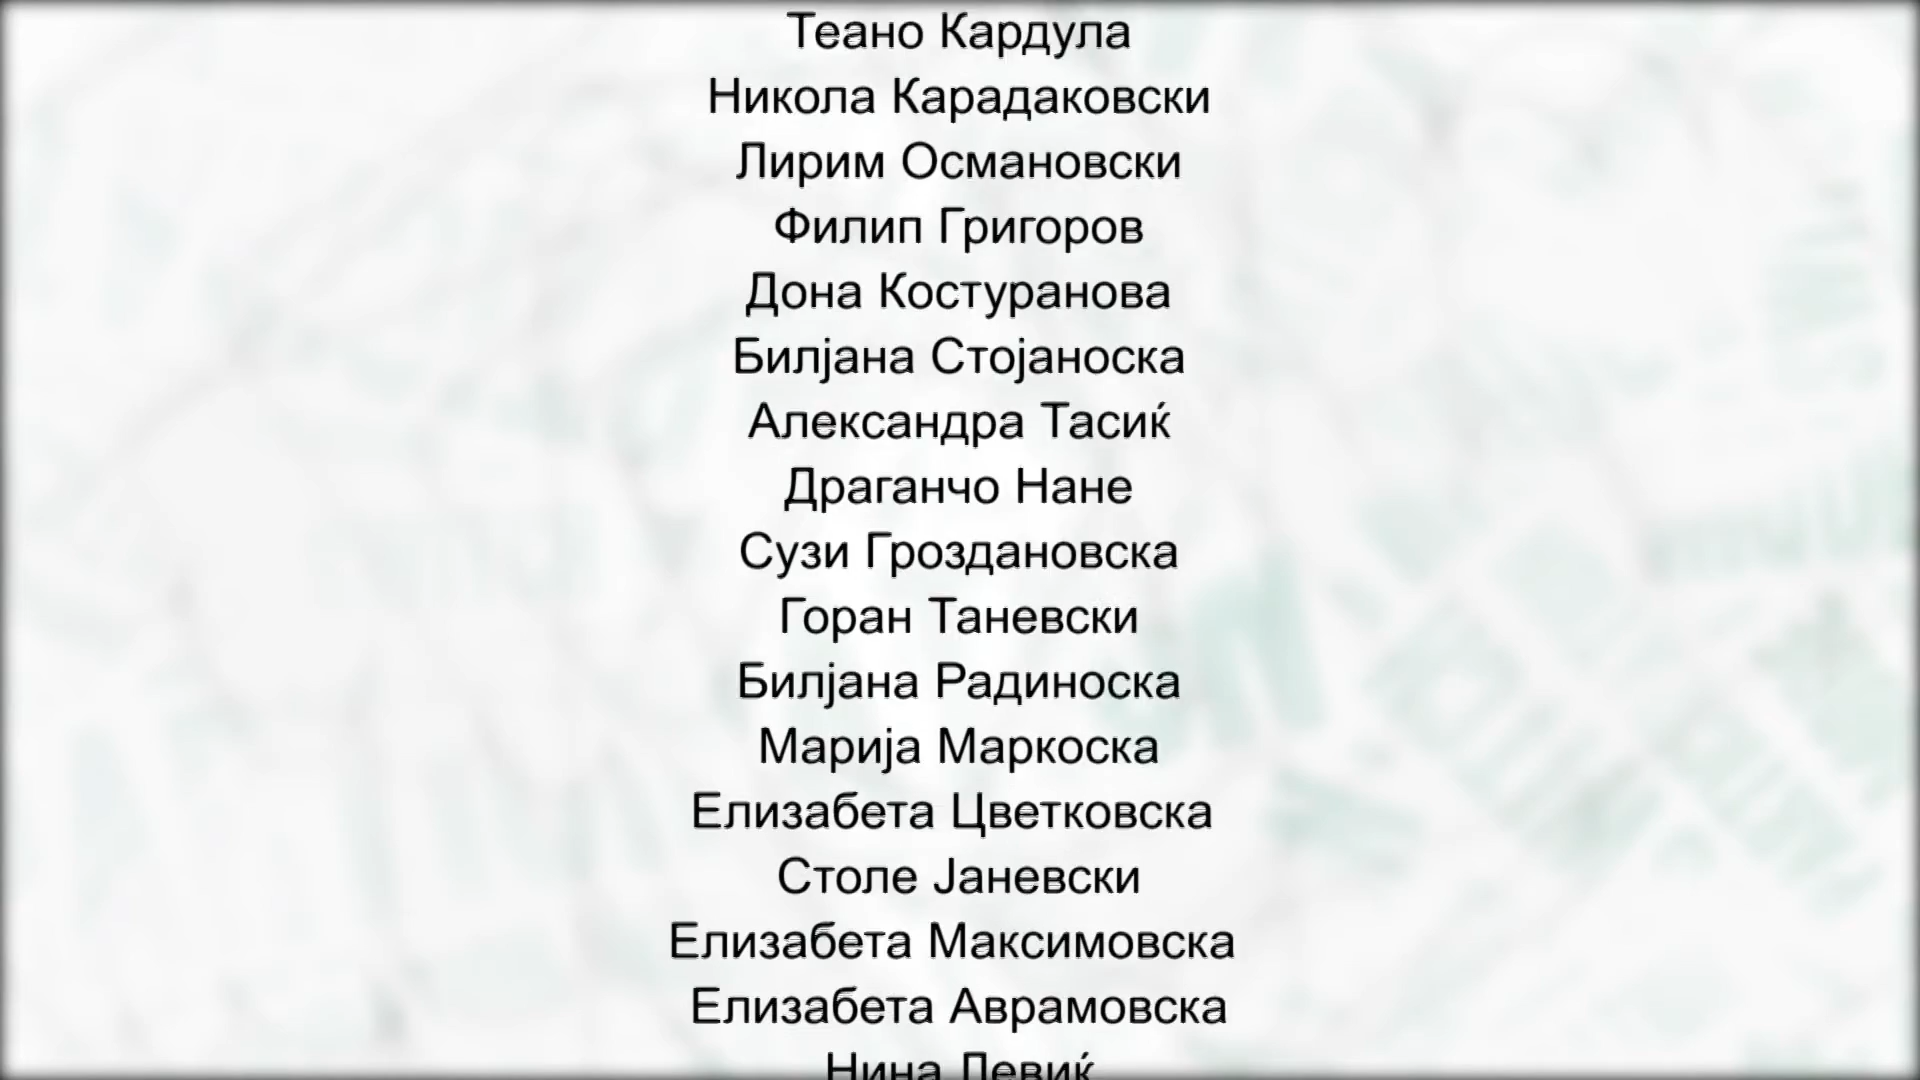 Теано Кардула
Никола Карадаковски
Лирим Османовски
Филип Григоров
Дона Костуранова
Билјана Стојаноска
Александра Тасиќ
Драганчо Нане
Сузи Гроздановска
Горан Таневски
Билјана Радиноска
Марија Маркоска
Елизабета Цветковска
Столе Јаневски
Елизабета Максимовска
Елизабета Аврамовска
Нина